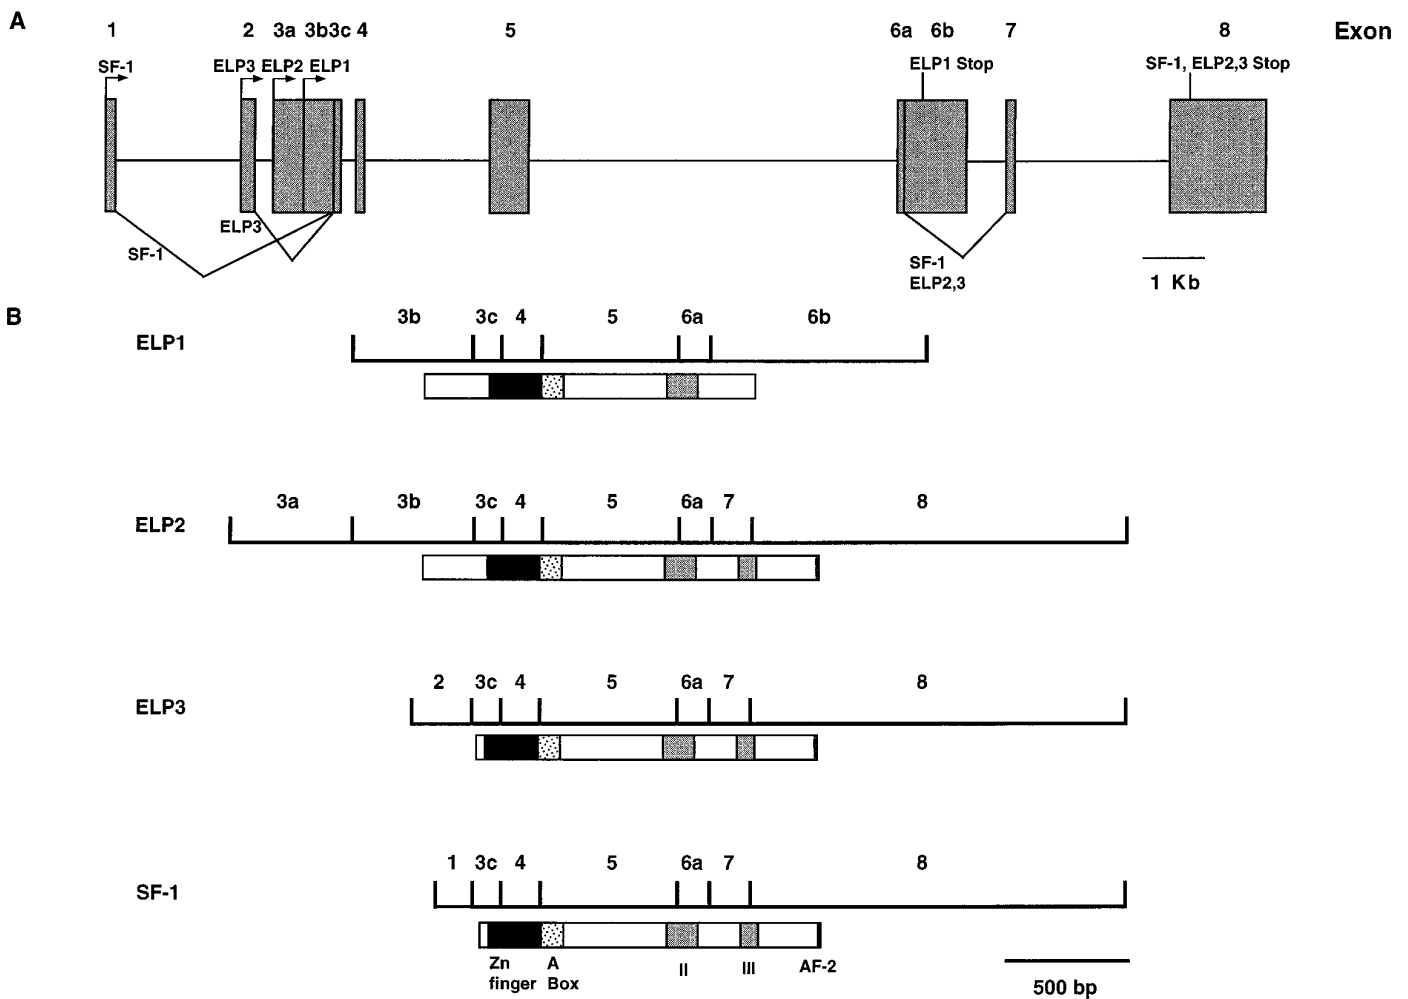 A
1 2 3a 3b3c 4 5 6a 6b 7 8 Exon
SF-1 ELP3 ELP2 ELP1 ELP1 Stop SF-1, ELP2,3 Stop
ELP3
SF-1
SF-1
ELP2,3
1 Kb
B
3b 3c 4 5 6a 6b
ELP1
3a 3b 3c 4 5 6a 7 8
ELP2
2 3c 4 5 6a 7 8
ELP3
1 3c 4 5 6a 7 8
SF-1
Zn finger
A Box
II
III
AF-2
500 bp